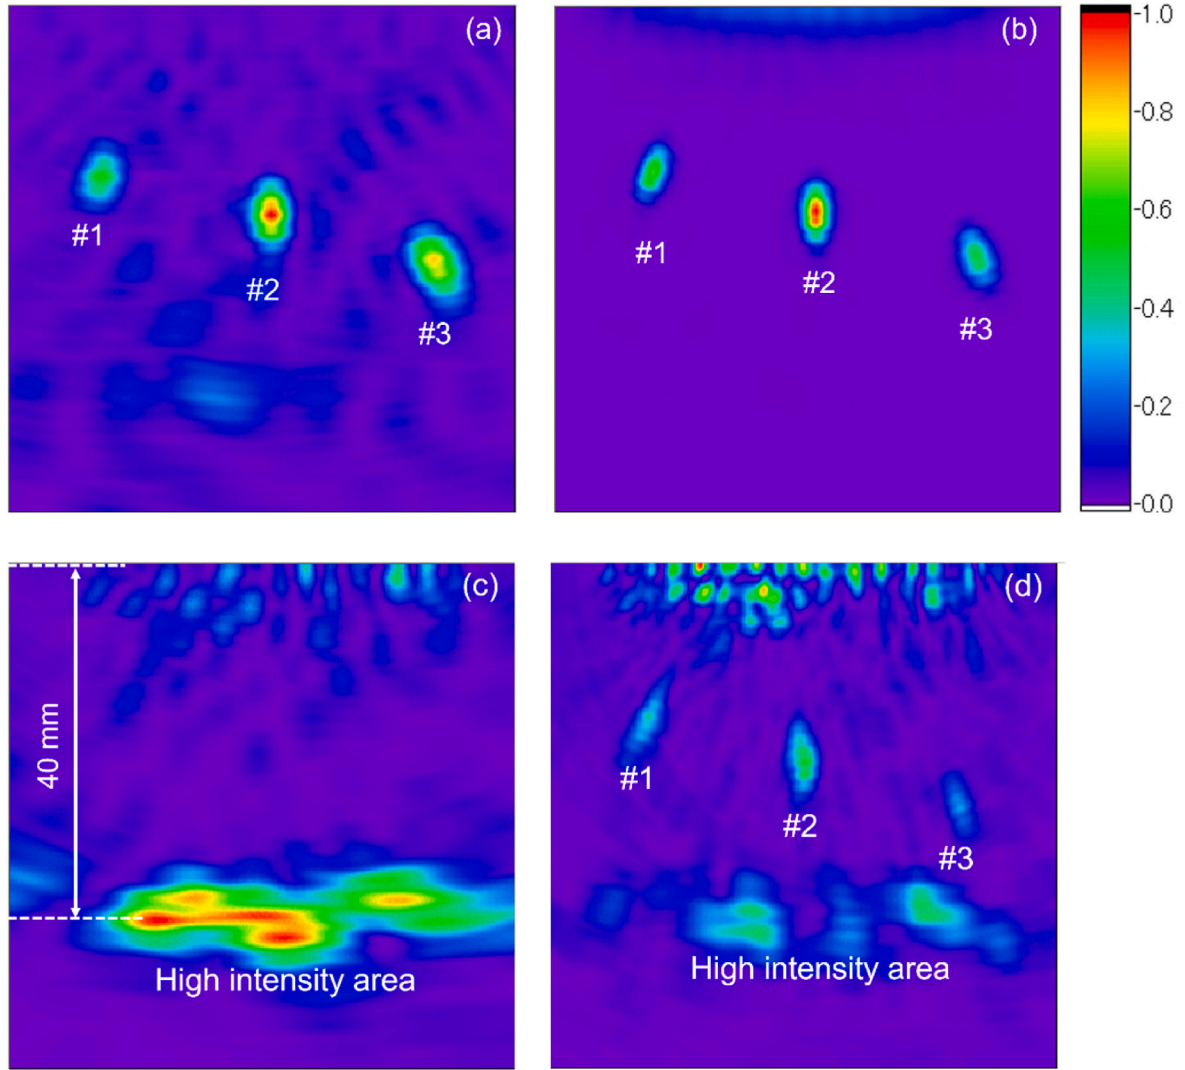 (a)
#1
#2
#3
(b)
#1
#2
#3
-1.0
-0.8
-0.6
-0.4
-0.2
-0.0
(c)
40 mm
High intensity area
(d)
#1
#2
#3
High intensity area